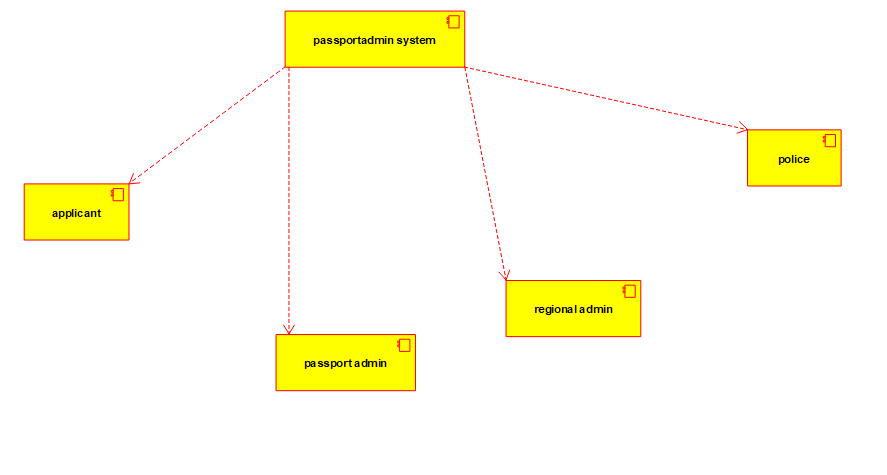 passportadmin system
police
applicant
regional admin
passport admin